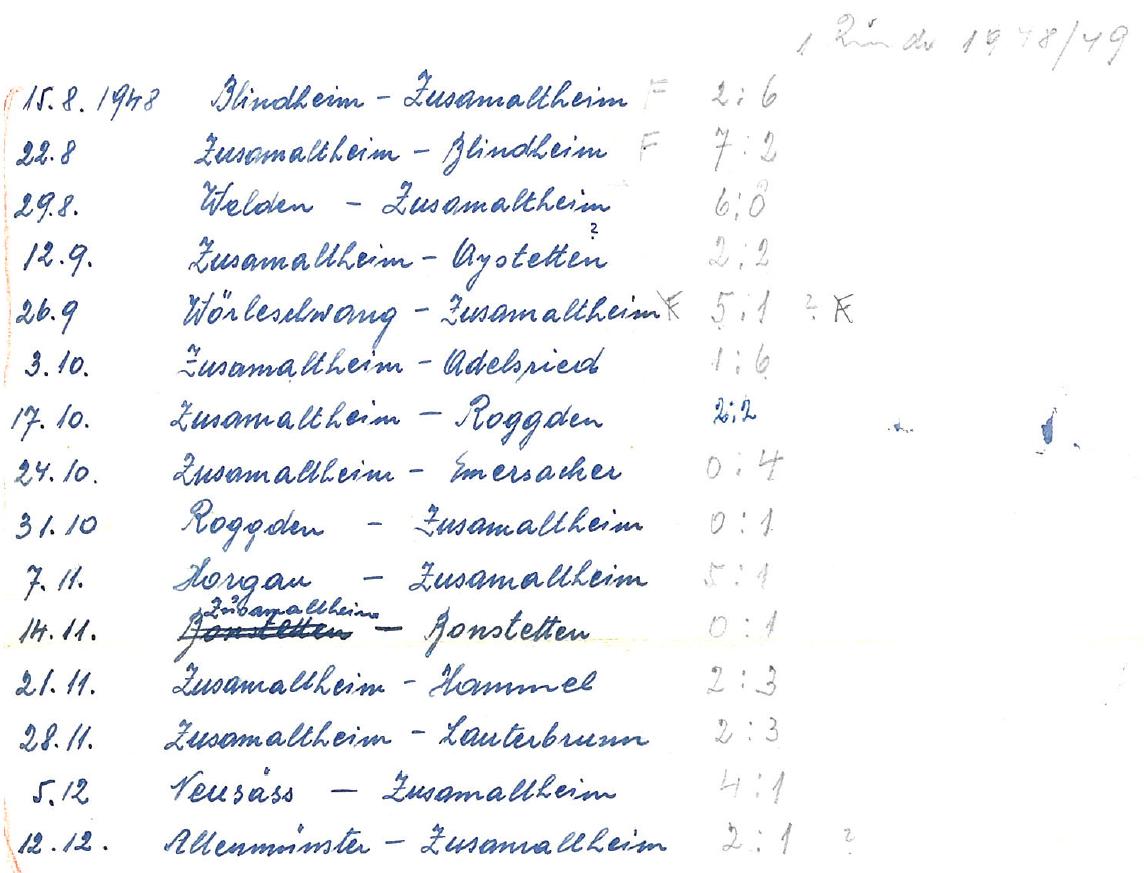 1 Runde 1948/49
15.8.1948 Blindheim - Zusamaltheim F 2:6
22.8 Zusamaltheim - Blindheim F 7:2
29.8. Welden - Zusamaltheim 6:0
?
12.9. Zusamaltheim - Aystetten 2:2
26.9 Wörleschwang - Zusamaltheim F 5:1 ? F
3.10. Zusamaltheim - Adelsried 1:6
17.10. Zusamaltheim - Roggden 2:2
24.10. Zusamaltheim - Emersacker 0:4
31.10 Roggden - Zusamaltheim 0:1
7.11. Horgau - Zusamaltheim 5:1
Zusamaltheim
14.11. Bonstetten - Bonstetten 0:1
21.11. Zusamaltheim - Hammel 2:3
28.11. Zusamaltheim - Lauterbrunn 2:3
5.12 Neusäss - Zusamaltheim 4:1
12.12. Altenmünster - Zusamaltheim 2:1 ?